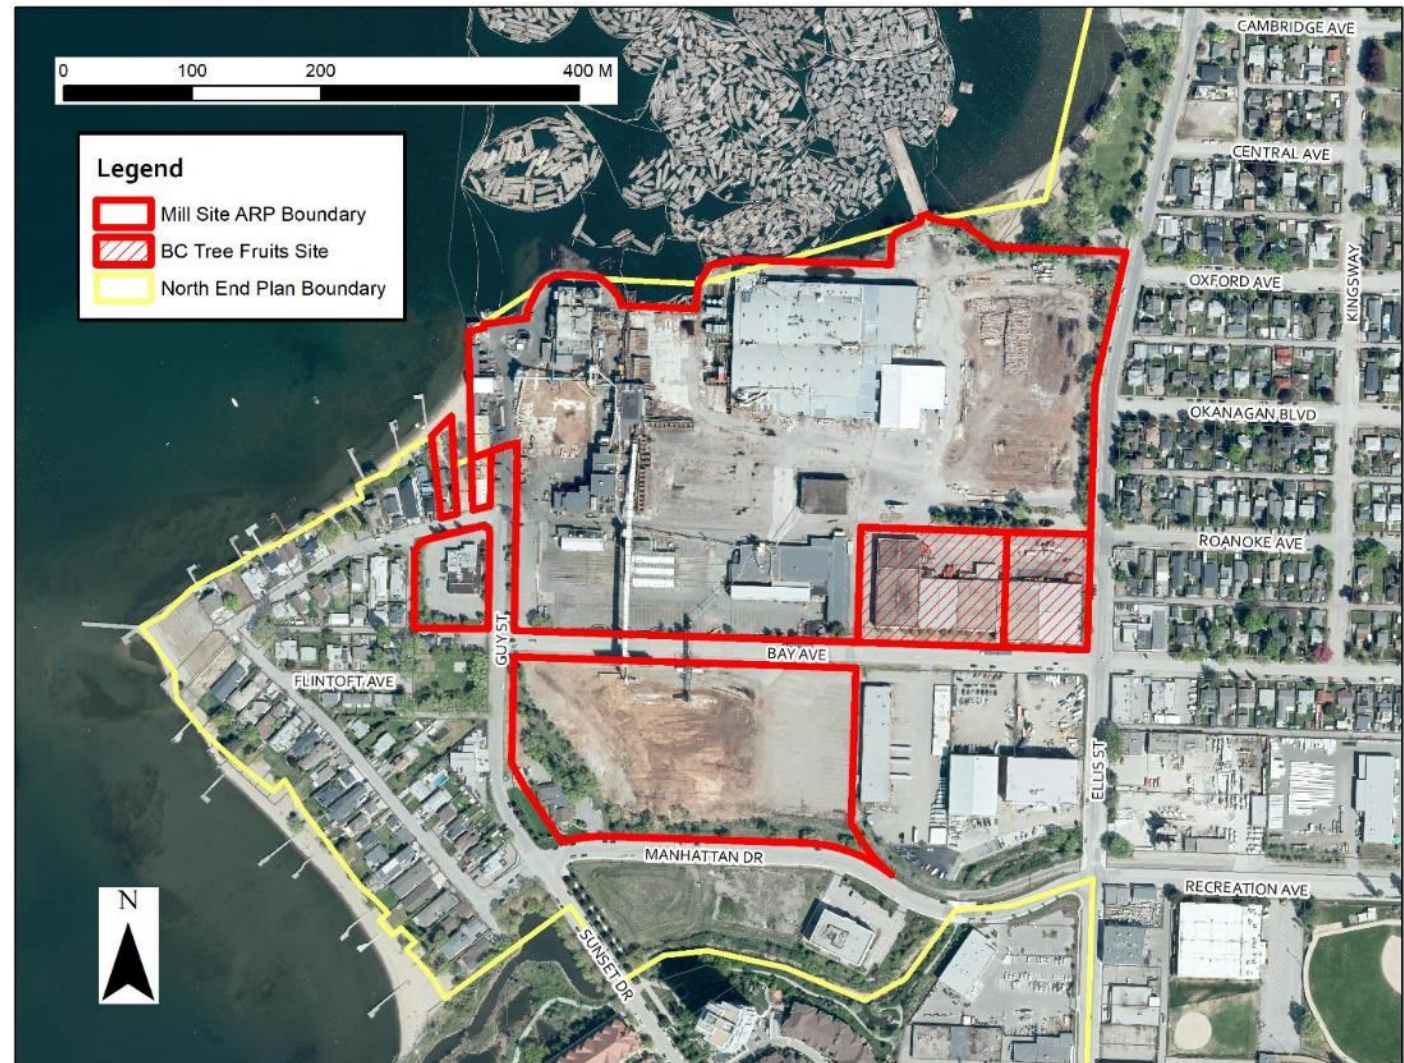 CAMBRIDGE AVE
0 100 200 400 M
CENTRAL AVE
Legend
Mill Site ARP Boundary
BC Tree Fruits Site
North End Plan Boundary
OXFORD AVE
KINGSWAY
OKANAGAN BLVD
ROANOKE AVE
GUY ST
BAY AVE
FLINTOFT AVE
ELLIS ST
MANHATTAN DR
RECREATION AVE
N
SUNSET DR